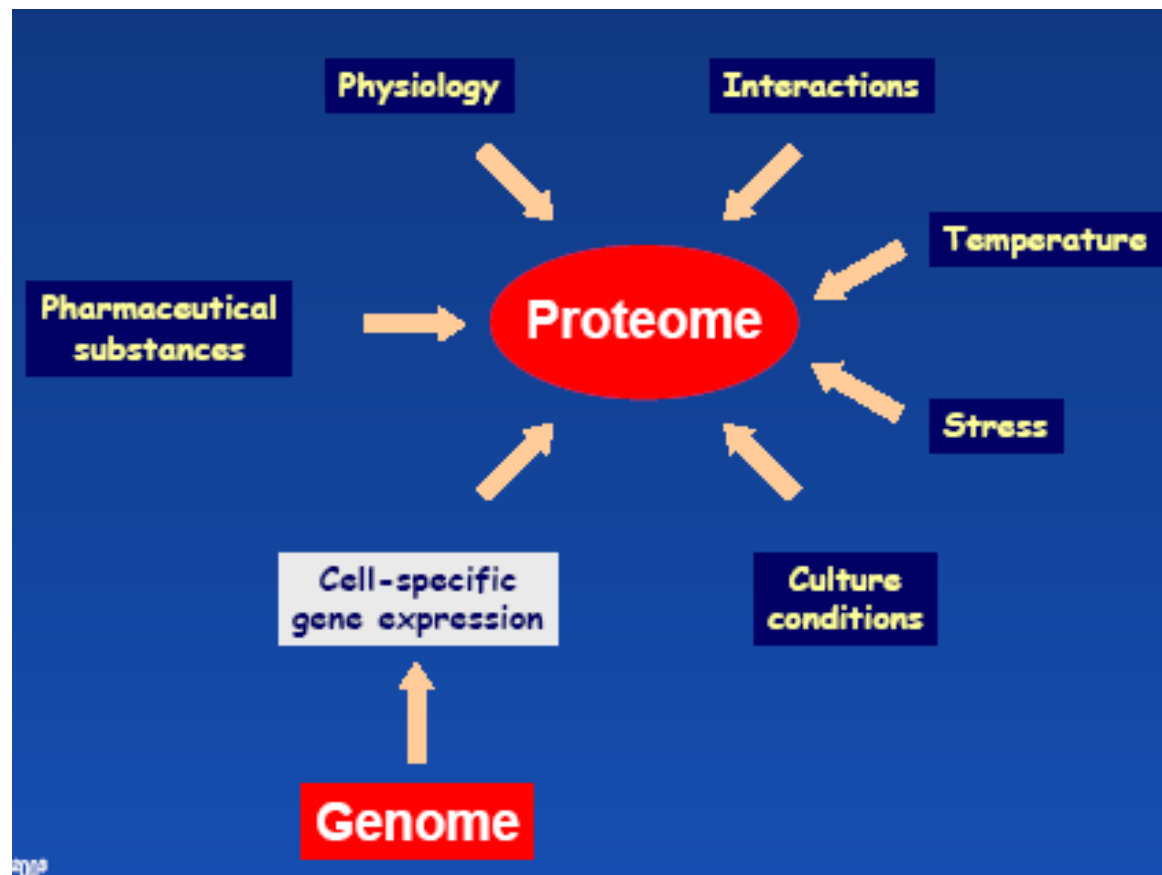 Physiology
Interactions
Temperature
Pharmaceutical
substances
Proteome
Stress
Cell-specific
gene expression
Culture
conditions
Genome